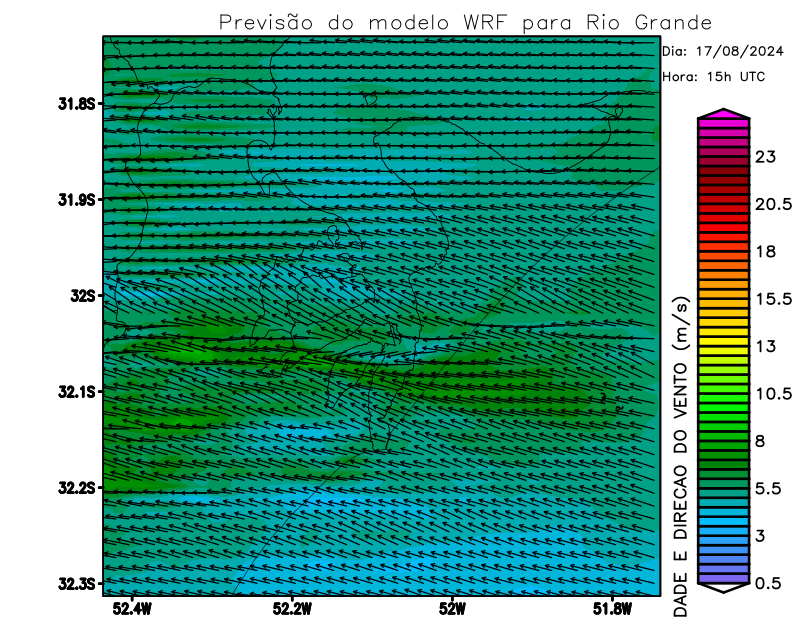 Previsão do modelo WRF para Rio Grande
Dia: 17/08/2024
Hora: 15h UTC
31.8S
31.9S
32S
32.1S
32.2S
32.3S
52.4W
52.2W
52W
51.8W
DADE E DIRECAO DO VENTO (m/s)
23
20.5
18
15.5
13
10.5
8
5.5
3
0.5